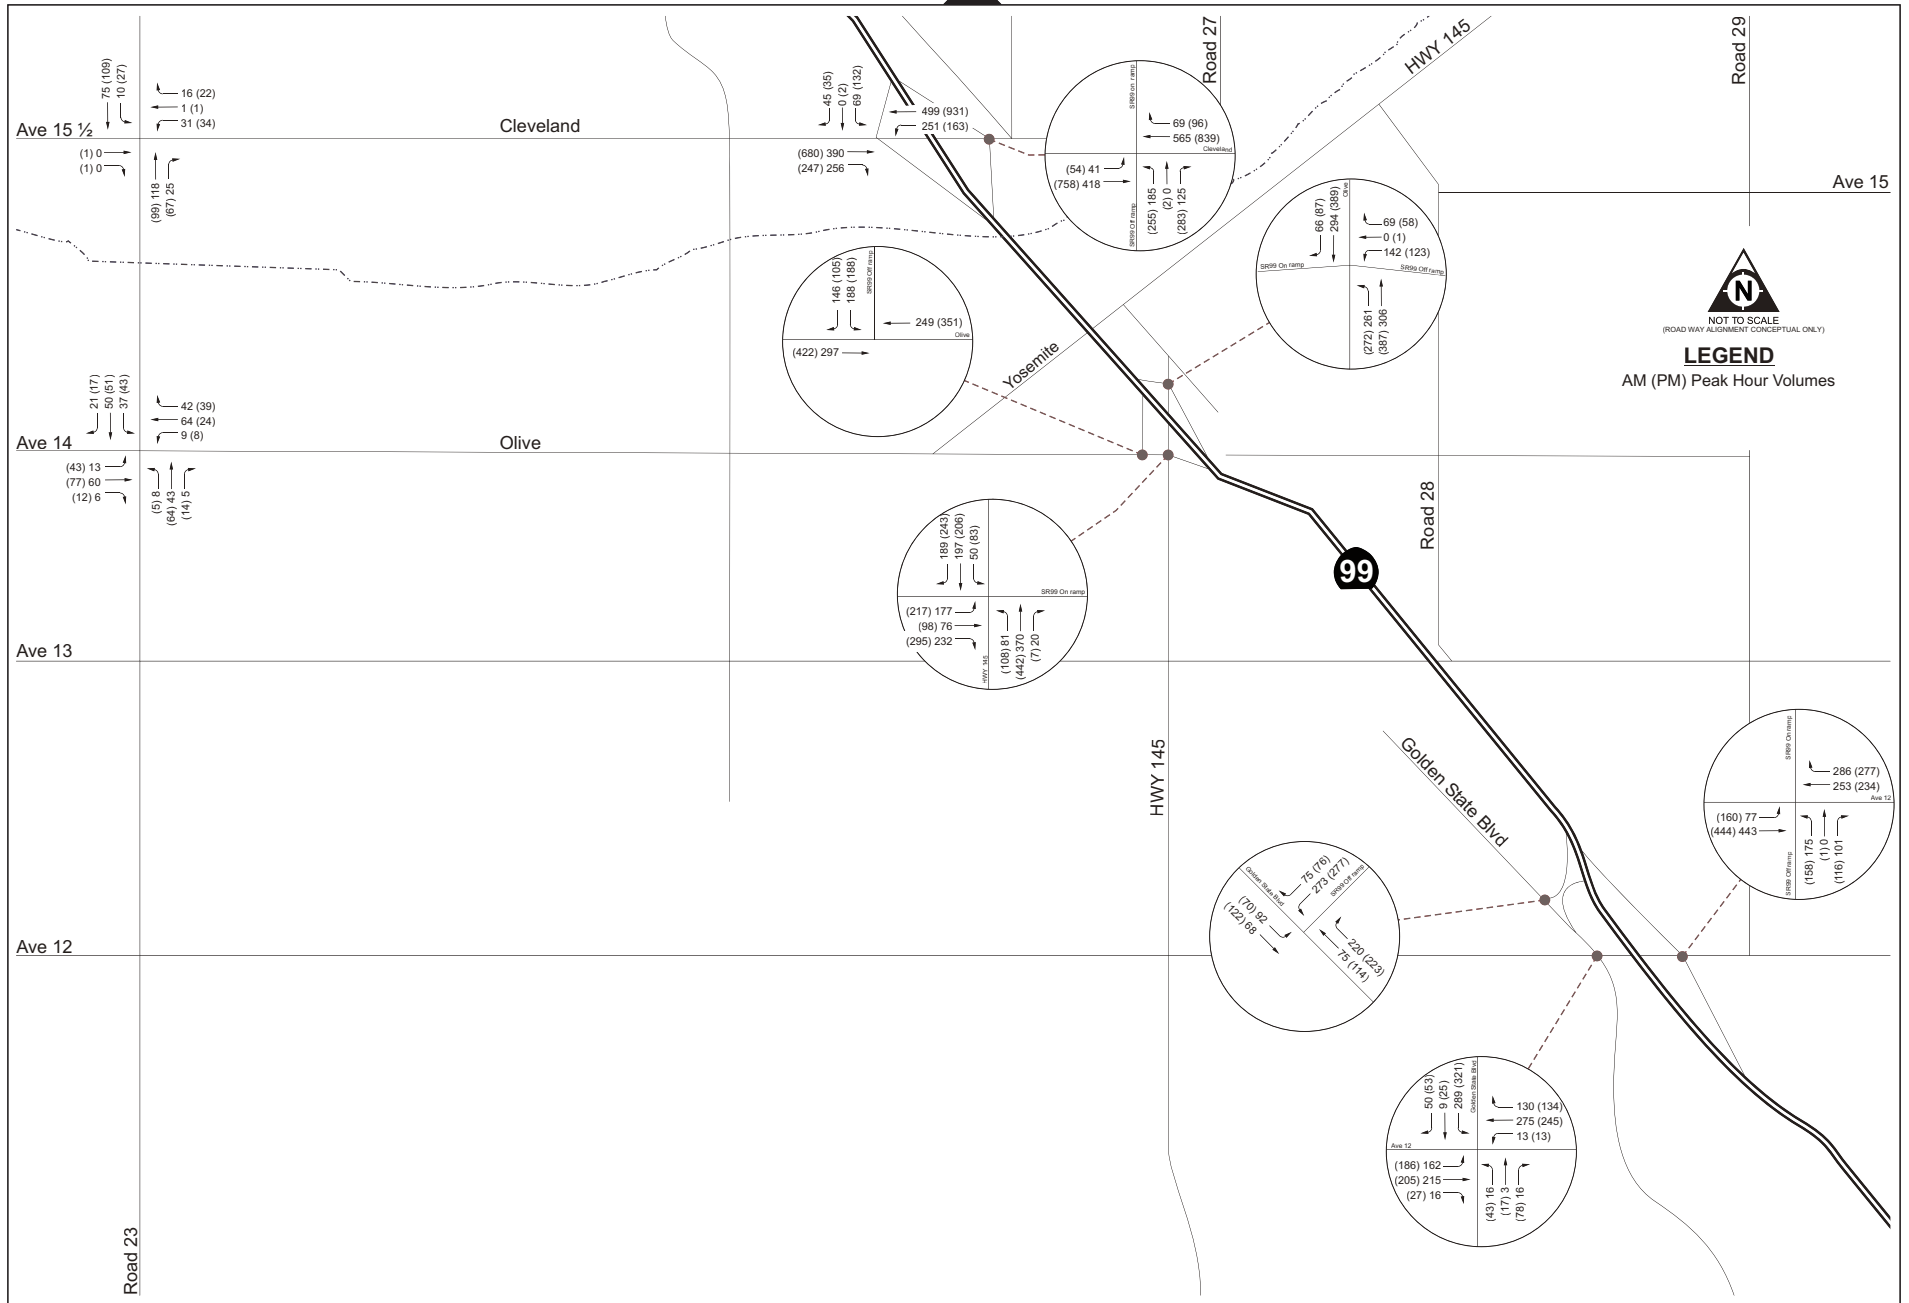 Road 27
HWY 145
Road 29
75 (109)
10 (27)
16 (22)
1 (1)
31 (34)
Ave 15 ½
Cleveland
(1) 0
(1) 0
(99) 118
(67) 25
45 (35)
0 (2)
69 (132)
499 (931)
251 (163)
(680) 390
(247) 256
SR99 on ramp
69 (96)
565 (839)
Cleveland
(54) 41
(758) 418
SR99 Off ramp
(255) 185
(2) 0
(283) 125
Ave 15
66 (87)
294 (389)
Olive
69 (58)
0 (1)
142 (123)
SR99 On ramp
SR99 Off ramp
(272) 261
(387) 306
N
NOT TO SCALE
(ROAD WAY ALIGNMENT CONCEPTUAL ONLY)
LEGEND
AM (PM) Peak Hour Volumes
146 (105)
188 (188)
SR99 Off ramp
249 (351)
Olive
(422) 297
Yosemite
21 (17)
50 (51)
37 (43)
42 (39)
64 (24)
9 (8)
Ave 14
Olive
(43) 13
(77) 60
(12) 6
(5) 8
(64) 43
(14) 5
Road 28
189 (243)
197 (206)
50 (83)
SR99 On ramp
(217) 177
(98) 76
(295) 232
HWY 145
(108) 81
(442) 370
(7) 20
99
Ave 13
HWY 145
Golden State Blvd
SR99 On ramp
286 (277)
253 (234)
Ave 12
(160) 77
(444) 443
SR99 Off ramp
(158) 175
(1) 0
(116) 101
Golden State Blvd
75 (76)
273 (277)
SR99 Off ramp
(70) 92
(122) 68
220 (223)
75 (114)
Ave 12
50 (53)
9 (25)
289 (321)
Golden State Blvd
130 (134)
275 (245)
13 (13)
Ave 12
(186) 162
(205) 215
(27) 16
(43) 16
(17) 3
(78) 16
Road 23